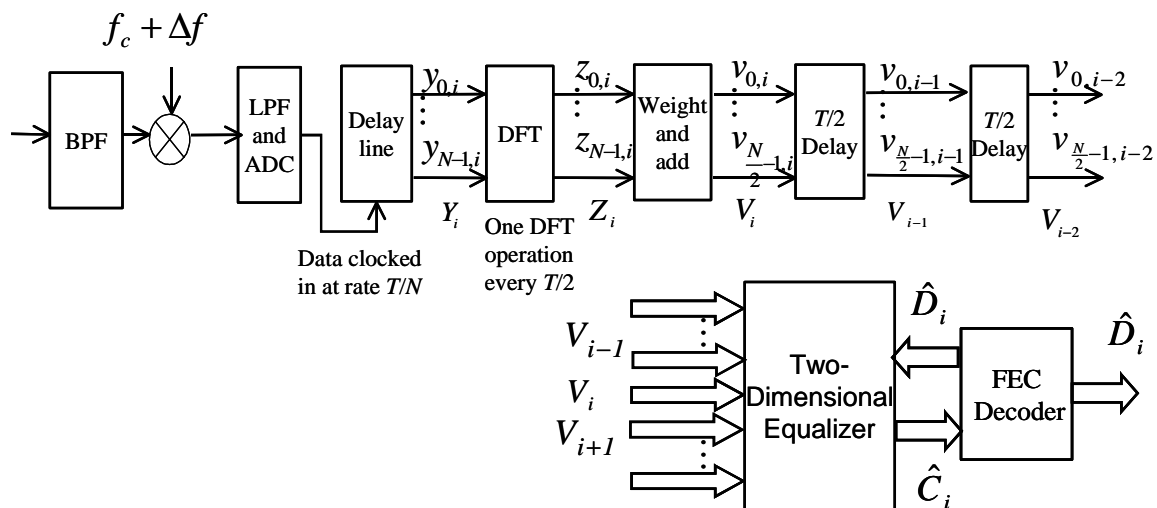 f_c + Δf
BPF
LPF
and
ADC
Delay
line
y_{0,i}
y_{N−1,i}
Y_i
DFT
z_{0,i}
z_{N−1,i}
Z_i
Weight
and
add
v_{0,i}
v_{\frac{N}{2}−1,i}
V_i
T/2
Delay
v_{0,i−1}
v_{\frac{N}{2}−1,i−1}
V_{i−1}
T/2
Delay
v_{0,i−2}
v_{\frac{N}{2}−1,i−2}
V_{i−2}
Data clocked
in at rate T/N
One DFT
operation
every T/2
V_{i−1}
V_i
V_{i+1}
Two-
Dimensional
Equalizer
D̂_i
Ĉ_i
FEC
Decoder
D̂_i